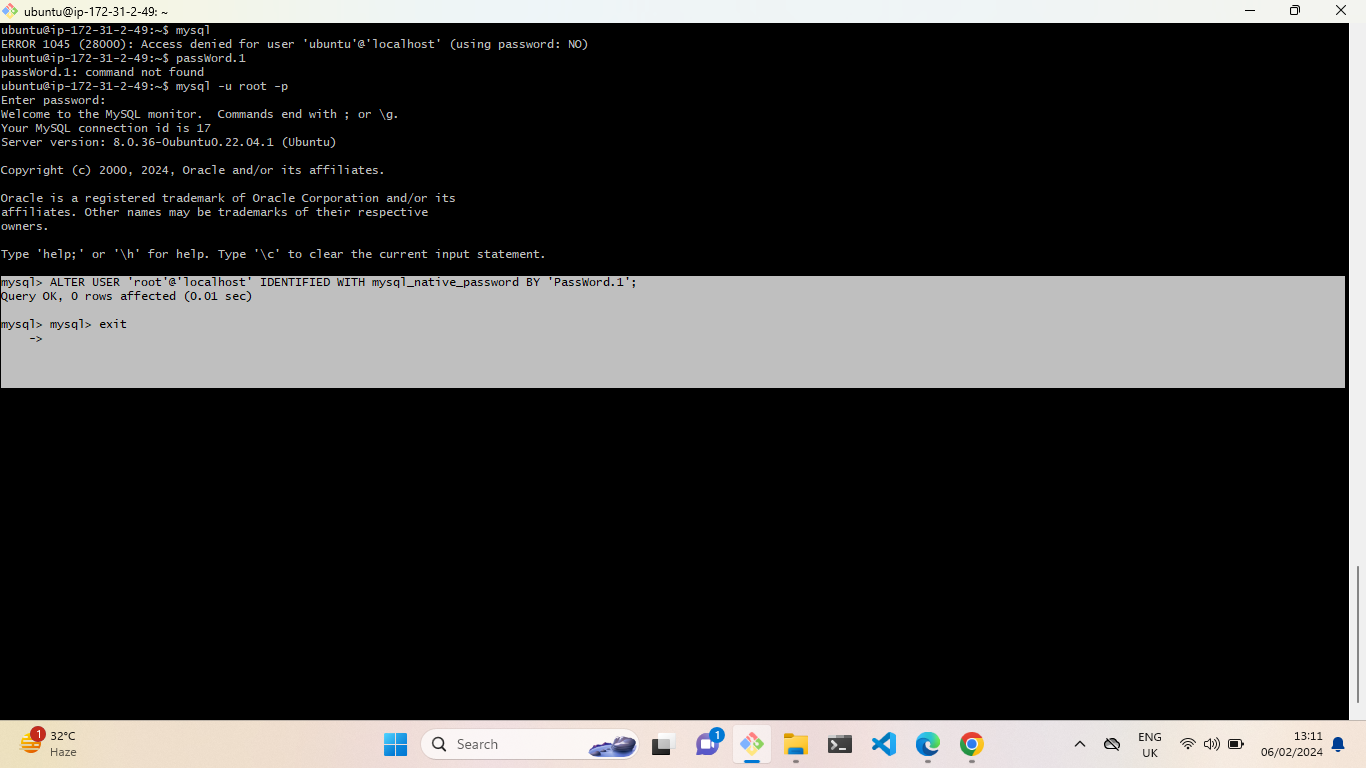 ubuntu@ip-172-31-2-49: ~
ubuntu@ip-172-31-2-49:~$ mysql
ERROR 1045 (28000): Access denied for user 'ubuntu'@'localhost' (using password: NO)
ubuntu@ip-172-31-2-49:~$ passWord.1
passWord.1: command not found
ubuntu@ip-172-31-2-49:~$ mysql -u root -p
Enter password:
Welcome to the MySQL monitor.  Commands end with ; or \g.
Your MySQL connection id is 17
Server version: 8.0.36-0ubuntu0.22.04.1 (Ubuntu)
Copyright (c) 2000, 2024, Oracle and/or its affiliates.
Oracle is a registered trademark of Oracle Corporation and/or its
affiliates. Other names may be trademarks of their respective
owners.
Type 'help;' or '\h' for help. Type '\c' to clear the current input statement.
mysql> ALTER USER 'root'@'localhost' IDENTIFIED WITH mysql_native_password BY 'PassWord.1';
Query OK, 0 rows affected (0.01 sec)
mysql> mysql> exit
    ->
1
32°C
Haze
Search
1
ENG
UK
13:11
06/02/2024